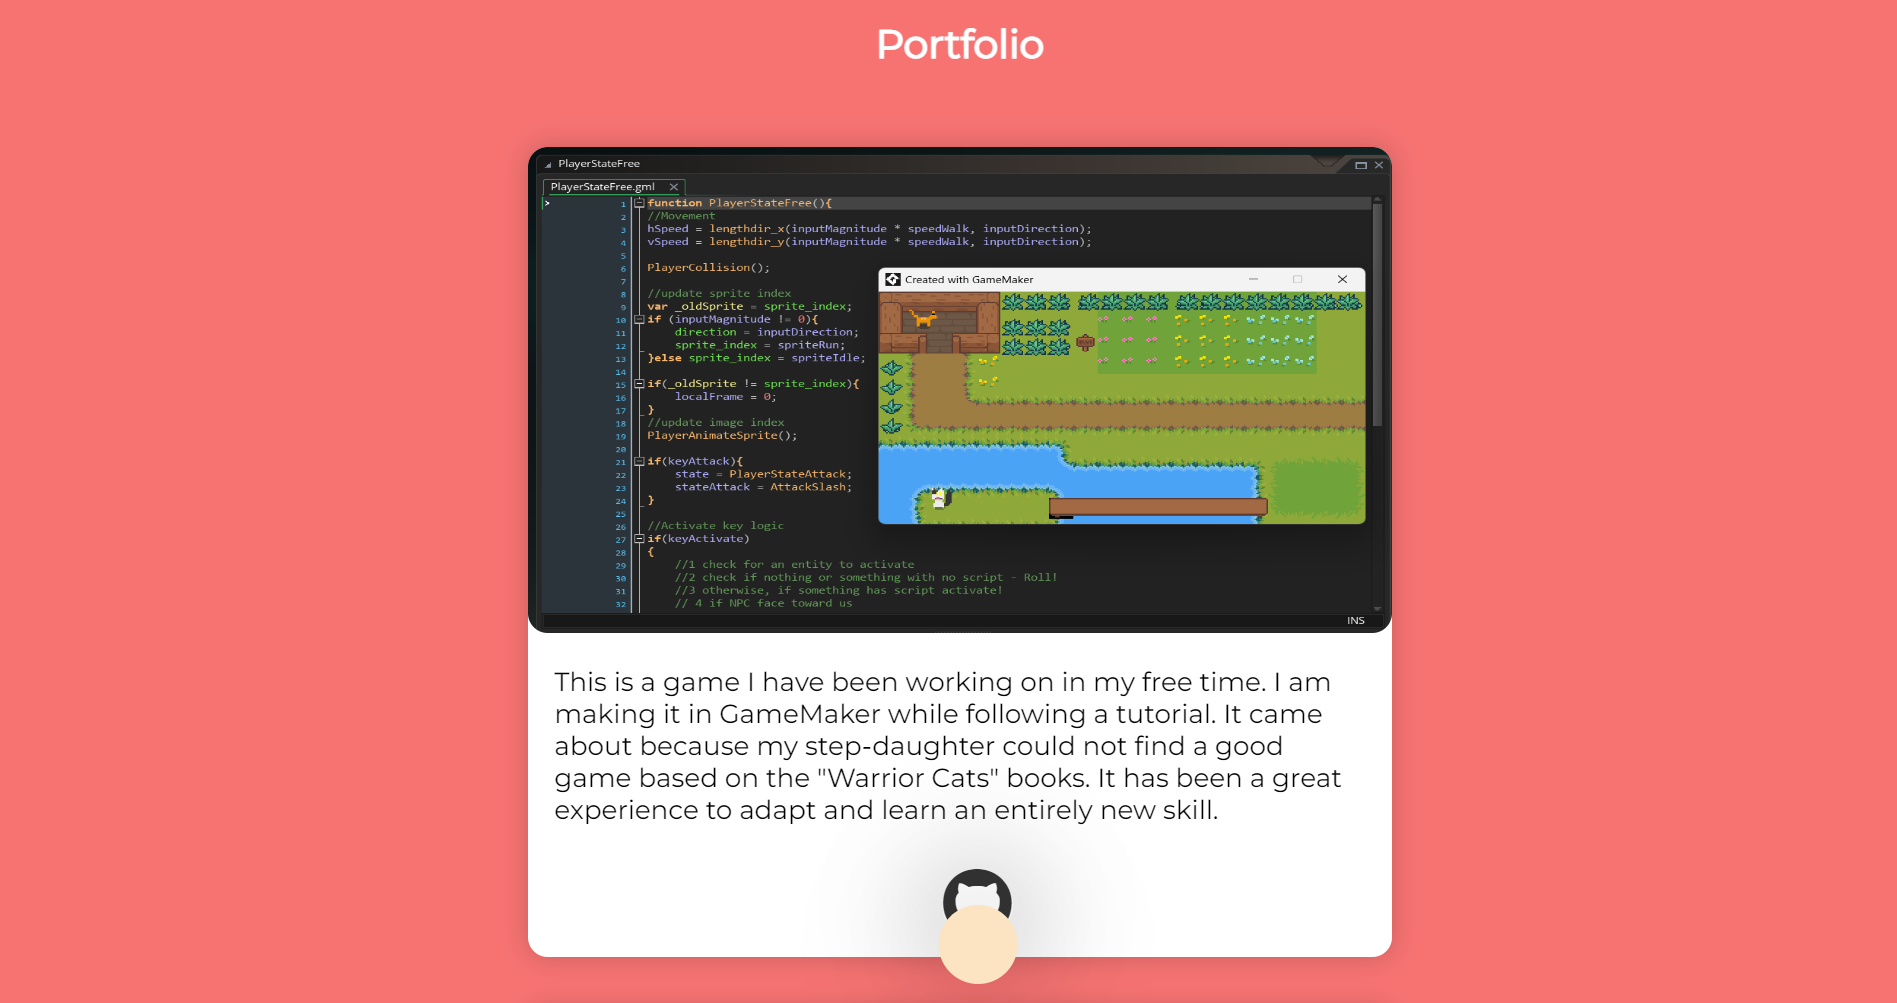 Portfolio
PlayerStateFree
PlayerStateFree.gml
1 function PlayerStateFree(){
2 //Movement
3 hSpeed = lengthdir_x(inputMagnitude * speedWalk, inputDirection);
4 vSpeed = lengthdir_y(inputMagnitude * speedWalk, inputDirection);
5
6 PlayerCollision();
7
8 //update sprite index
9 var _oldSprite = sprite_index;
10 if (inputMagnitude != 0){
11 direction = inputDirection;
12 sprite_index = spriteRun;
13 }else sprite_index = spriteIdle;
14
15 if(_oldSprite != sprite_index){
16 localFrame = 0;
17 }
18 //update image index
19 PlayerAnimateSprite();
20
21 if(keyAttack){
22 state = PlayerStateAttack;
23 stateAttack = AttackSlash;
24 }
25
26 //Activate key logic
27 if(keyActivate)
28 {
29 //1 check for an entity to activate
30 //2 check if nothing or something with no script - Roll!
31 //3 otherwise, if something has script activate!
32 // 4 if NPC face toward us
Created with GameMaker
INS
This is a game I have been working on in my free time. I am
making it in GameMaker while following a tutorial. It came
about because my step-daughter could not find a good
game based on the "Warrior Cats" books. It has been a great
experience to adapt and learn an entirely new skill.